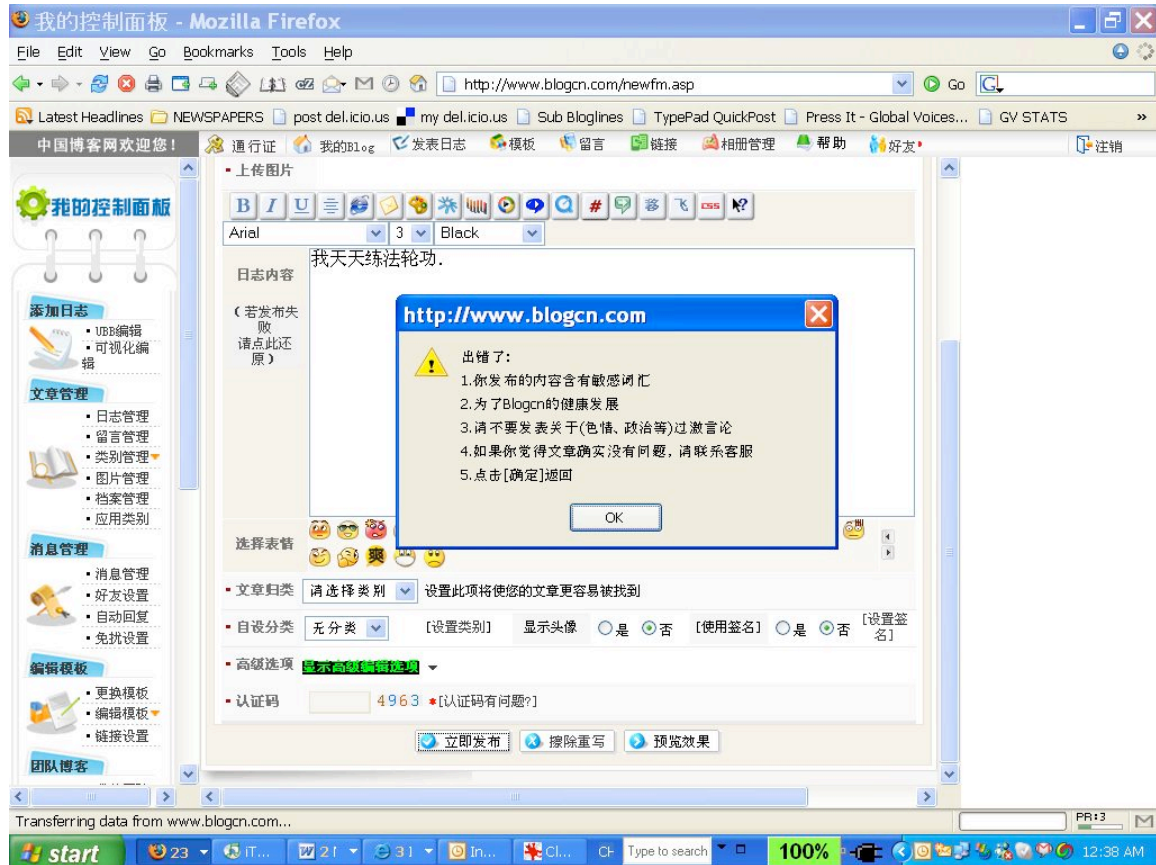 我的控制面板 - Mozilla Firefox
File Edit View Go Bookmarks Tools Help
http://www.blogcn.com/newfm.asp Go
Latest Headlines NEWSPAPERS post del.icio.us my del.icio.us Sub Bloglines TypePad QuickPost Press It - Global Voices... GV STATS »
中国博客网欢迎您! 通行证 我的Blog 发表日志 模板 留言 链接 相册管理 帮助 好友 注销
我的控制面板
添加日志
UBB编辑
可视化编
辑
文章管理
日志管理
留言管理
类别管理
图片管理
档案管理
应用类别
消息管理
消息管理
好友设置
自动回复
免扰设置
编辑模板
更换模板
编辑模板
链接设置
团队博客
上传图片
B I U # css
Arial 3 Black
日志内容
(若发布失
败
请点此还
原)
我天天练法轮功.
http://www.blogcn.com
出错了:
1.你发布的内容含有敏感词汇
2.为了Blogcn的健康发展
3.请不要发表关于(色情、政治等)过激言论
4.如果你觉得文章确实没有问题, 请联系客服
5.点击[确定]返回
OK
选择表情
爽
文章归类 请选择类别 设置此项将使您的文章更容易被找到
自设分类 无分类 [设置类别] 显示头像 是 否 [使用签名] 是 否 [设置签
名]
高级选项 显示高级编辑选项
认证码 4963 *[认证码有问题?]
立即发布 擦除重写 预览效果
Transferring data from www.blogcn.com... PR:3
start 23 iT... 21 31 In... Cl... CH Type to search 100% 12:38 AM